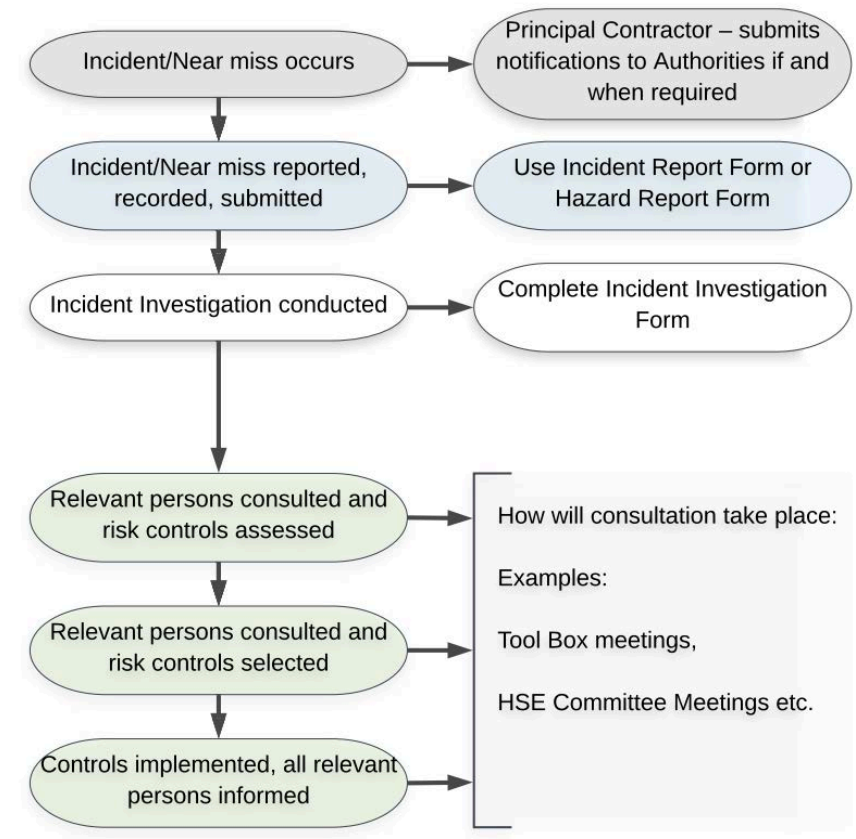 Incident/Near miss occurs
Principal Contractor – submits
notifications to Authorities if and
when required
Incident/Near miss reported,
recorded, submitted
Use Incident Report Form or
Hazard Report Form
Incident Investigation conducted
Complete Incident Investigation
Form
Relevant persons consulted and
risk controls assessed
Relevant persons consulted and
risk controls selected
Controls implemented, all relevant
persons informed
How will consultation take place:
Examples:
Tool Box meetings,
HSE Committee Meetings etc.